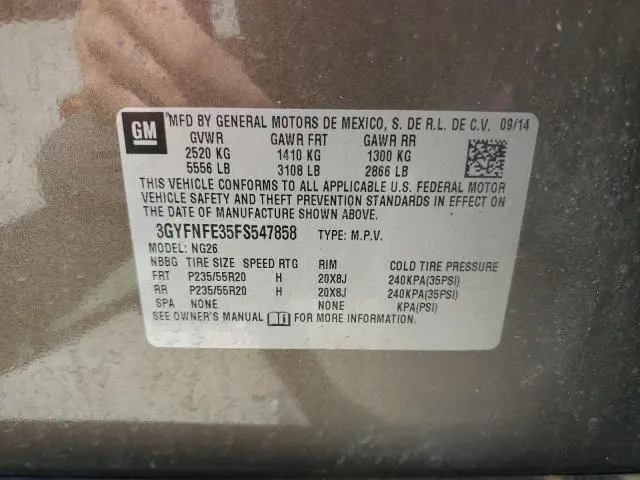 GM
MFD BY GENERAL MOTORS DE MEXICO, S. DE R.L. DE C.V. 09/14
GVWR GAWR FRT GAWR RR
2520 KG 1410 KG 1300 KG
5556 LB 3108 LB 2866 LB
THIS VEHICLE CONFORMS TO ALL APPLICABLE U.S. FEDERAL MOTOR
VEHICLE SAFETY AND THEFT PREVENTION STANDARDS IN EFFECT ON
THE DATE OF MANUFACTURE SHOWN ABOVE.
3GYFNFE35FS547858 TYPE: M.P.V.
MODEL: NG26
NBBG TIRE SIZE SPEED RTG RIM COLD TIRE PRESSURE
FRT P235/55R20 H 20X8J 240KPA(35PSI)
RR P235/55R20 H 20X8J 240KPA(35PSI)
SPA NONE NONE KPA(PSI)
SEE OWNER'S MANUAL i FOR MORE INFORMATION.